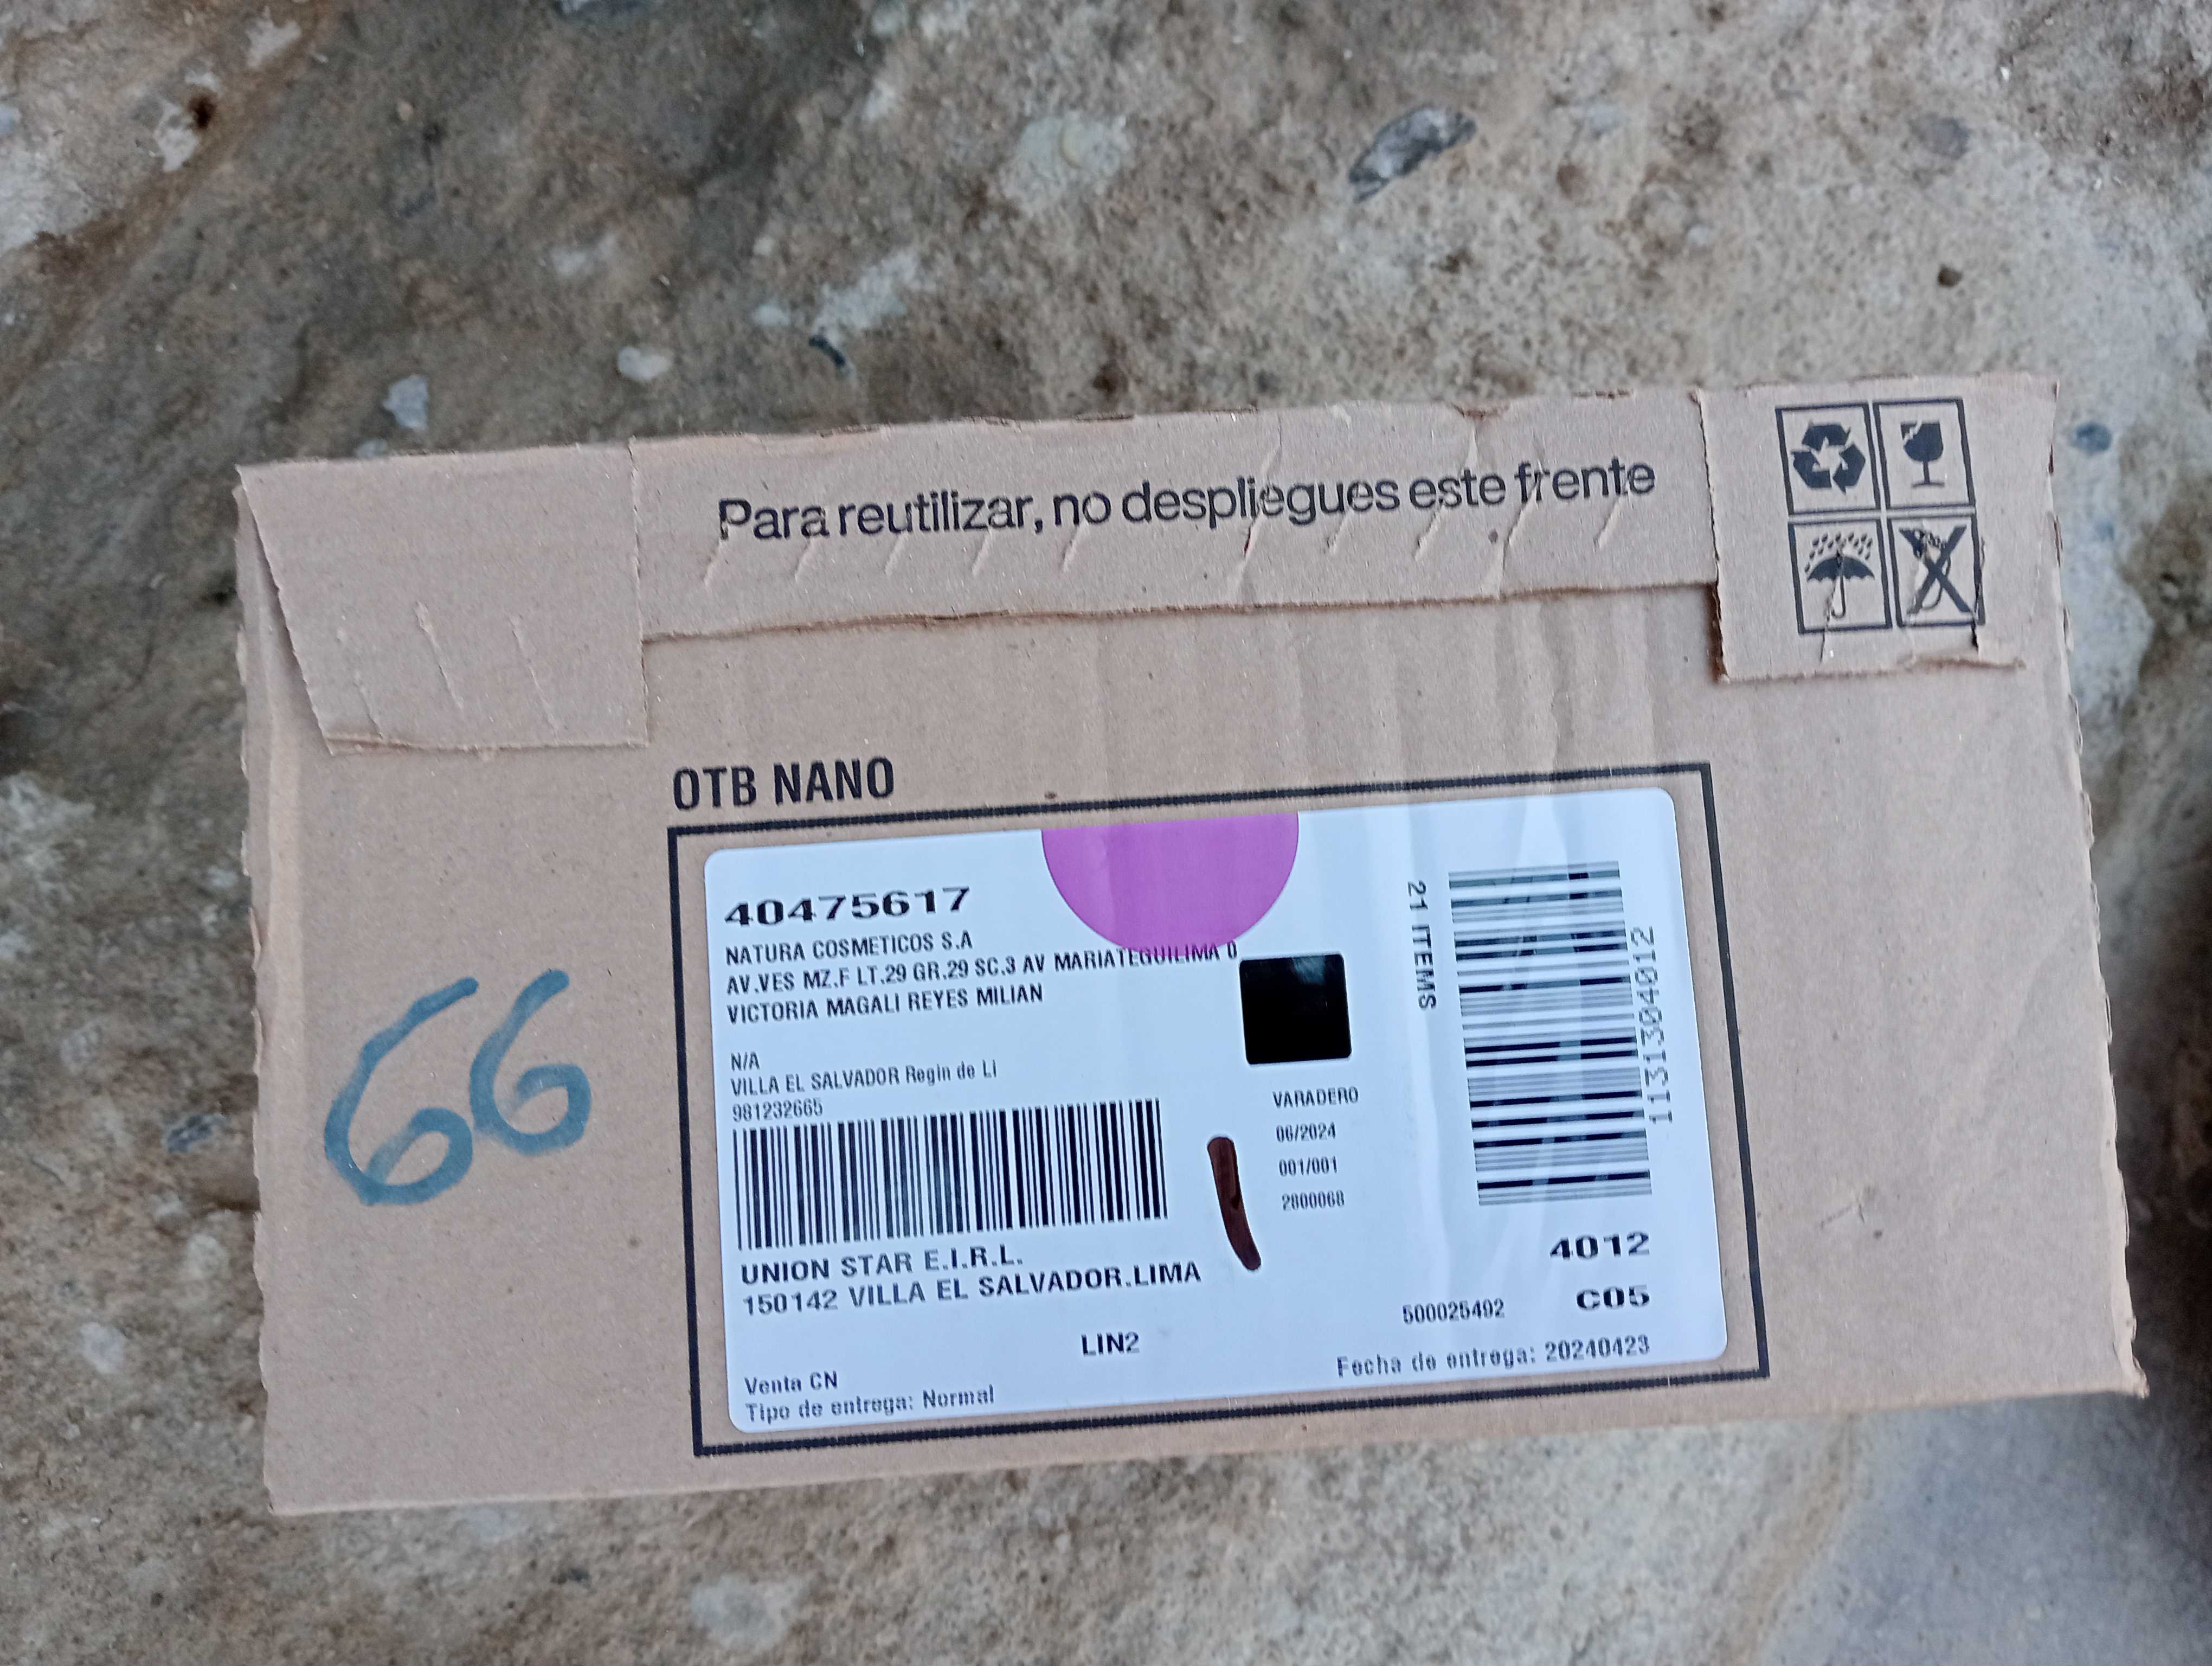 Para reutilizar, no despliegues este frente
OTB NANO
40475617
NATURA COSMETICOS S.A
AV.VES MZ.F LT.29 GR.29 SC.3 AV MARIATEGUILIMA 0
VICTORIA MAGALI REYES MILIAN
N/A
VILLA EL SALVADOR Regin de Li
981232665
UNION STAR E.I.R.L.
150142 VILLA EL SALVADOR.LIMA
LIN2
Venta CN
Tipo de entrega: Normal
VARADERO
06/2024
001/001
2800068
21 ITEMS
113131304012
4012
C05
500025492
Fecha de entrega: 20240423
66